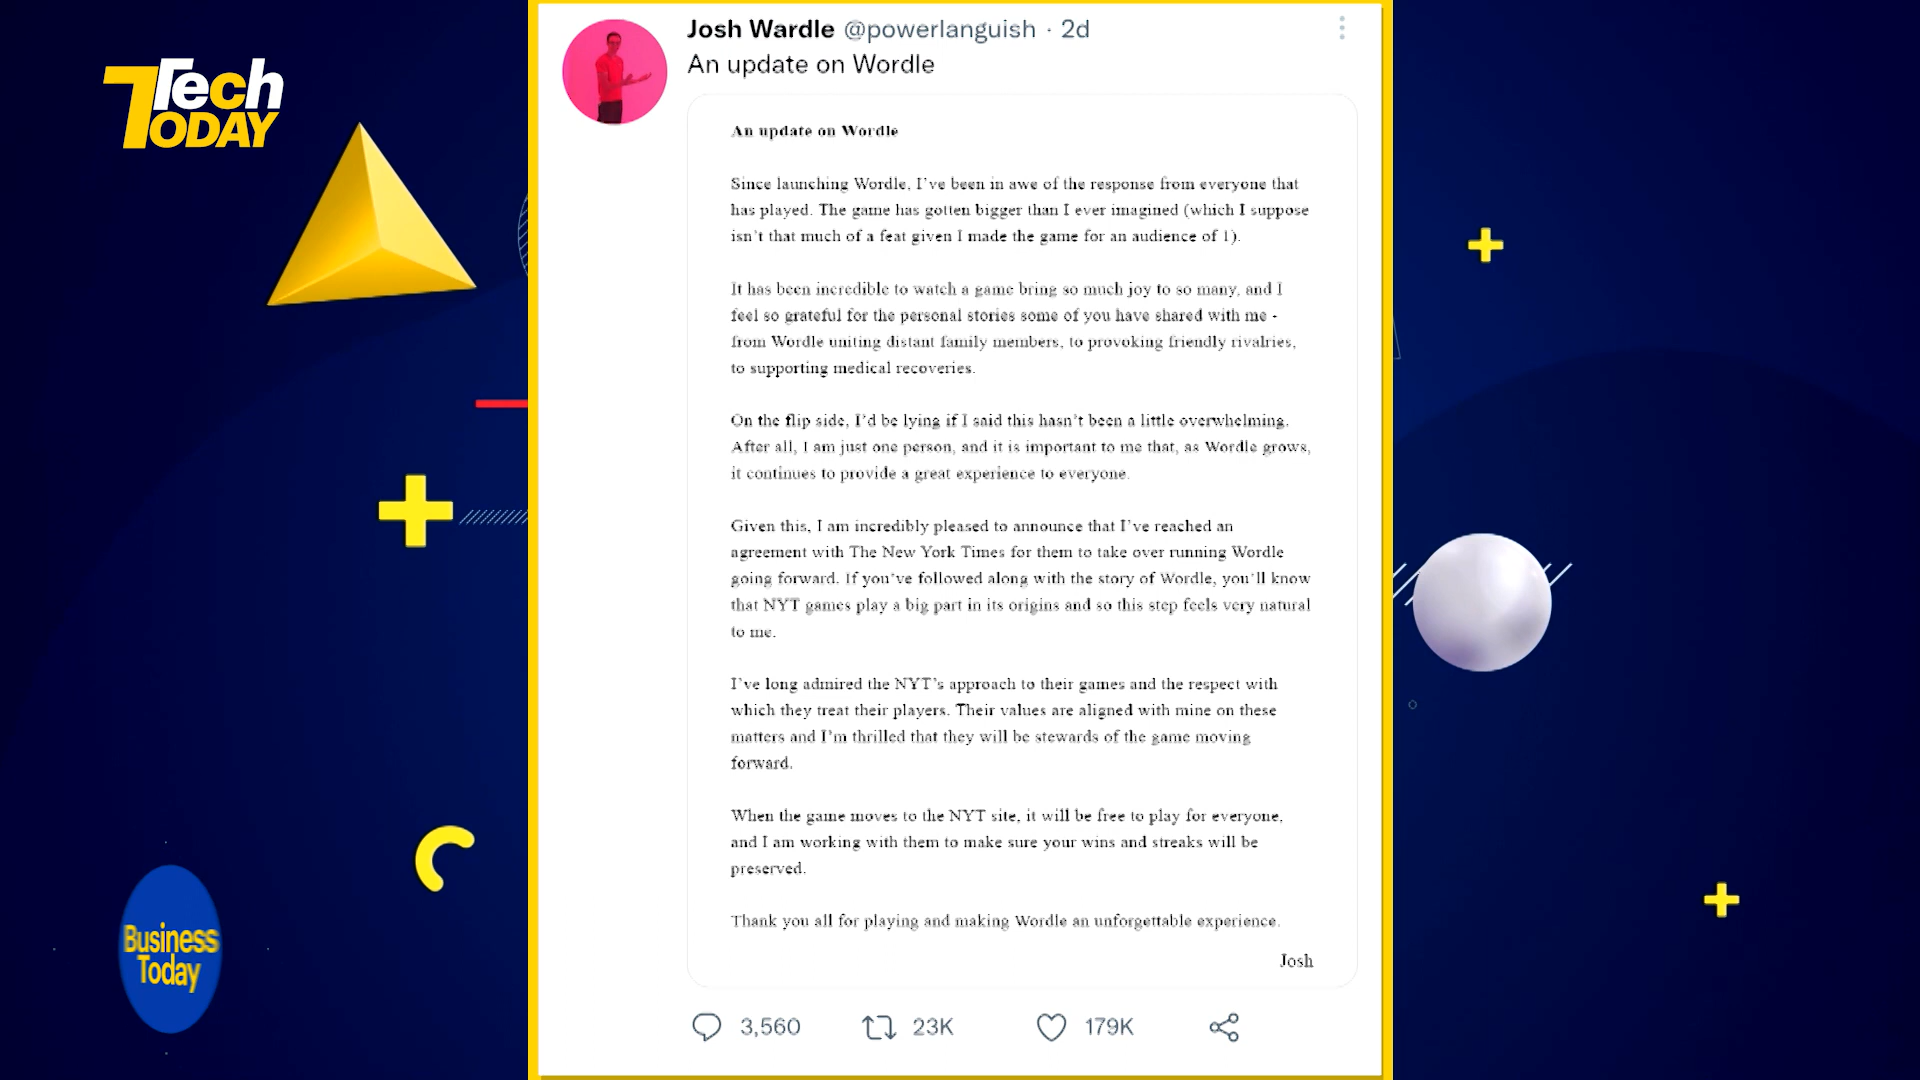 Tech
TODAY
Josh Wardle @powerlanguish · 2d
An update on Wordle
An update on Wordle
Since launching Wordle, I've been in awe of the response from everyone that
has played. The game has gotten bigger than I ever imagined (which I suppose
isn't that much of a feat given I made the game for an audience of 1).
It has been incredible to watch a game bring so much joy to so many, and I
feel so grateful for the personal stories some of you have shared with me -
from Wordle uniting distant family members, to provoking friendly rivalries,
to supporting medical recoveries.
On the flip side, I'd be lying if I said this hasn't been a little overwhelming.
After all, I am just one person, and it is important to me that, as Wordle grows,
it continues to provide a great experience to everyone.
Given this, I am incredibly pleased to announce that I've reached an
agreement with The New York Times for them to take over running Wordle
going forward. If you've followed along with the story of Wordle, you'll know
that NYT games play a big part in its origins and so this step feels very natural
to me.
I've long admired the NYT's approach to their games and the respect with
which they treat their players. Their values are aligned with mine on these
matters and I'm thrilled that they will be stewards of the game moving
forward.
When the game moves to the NYT site, it will be free to play for everyone,
and I am working with them to make sure your wins and streaks will be
preserved.
Thank you all for playing and making Wordle an unforgettable experience.
Josh
3,560 23K 179K
Business
Today